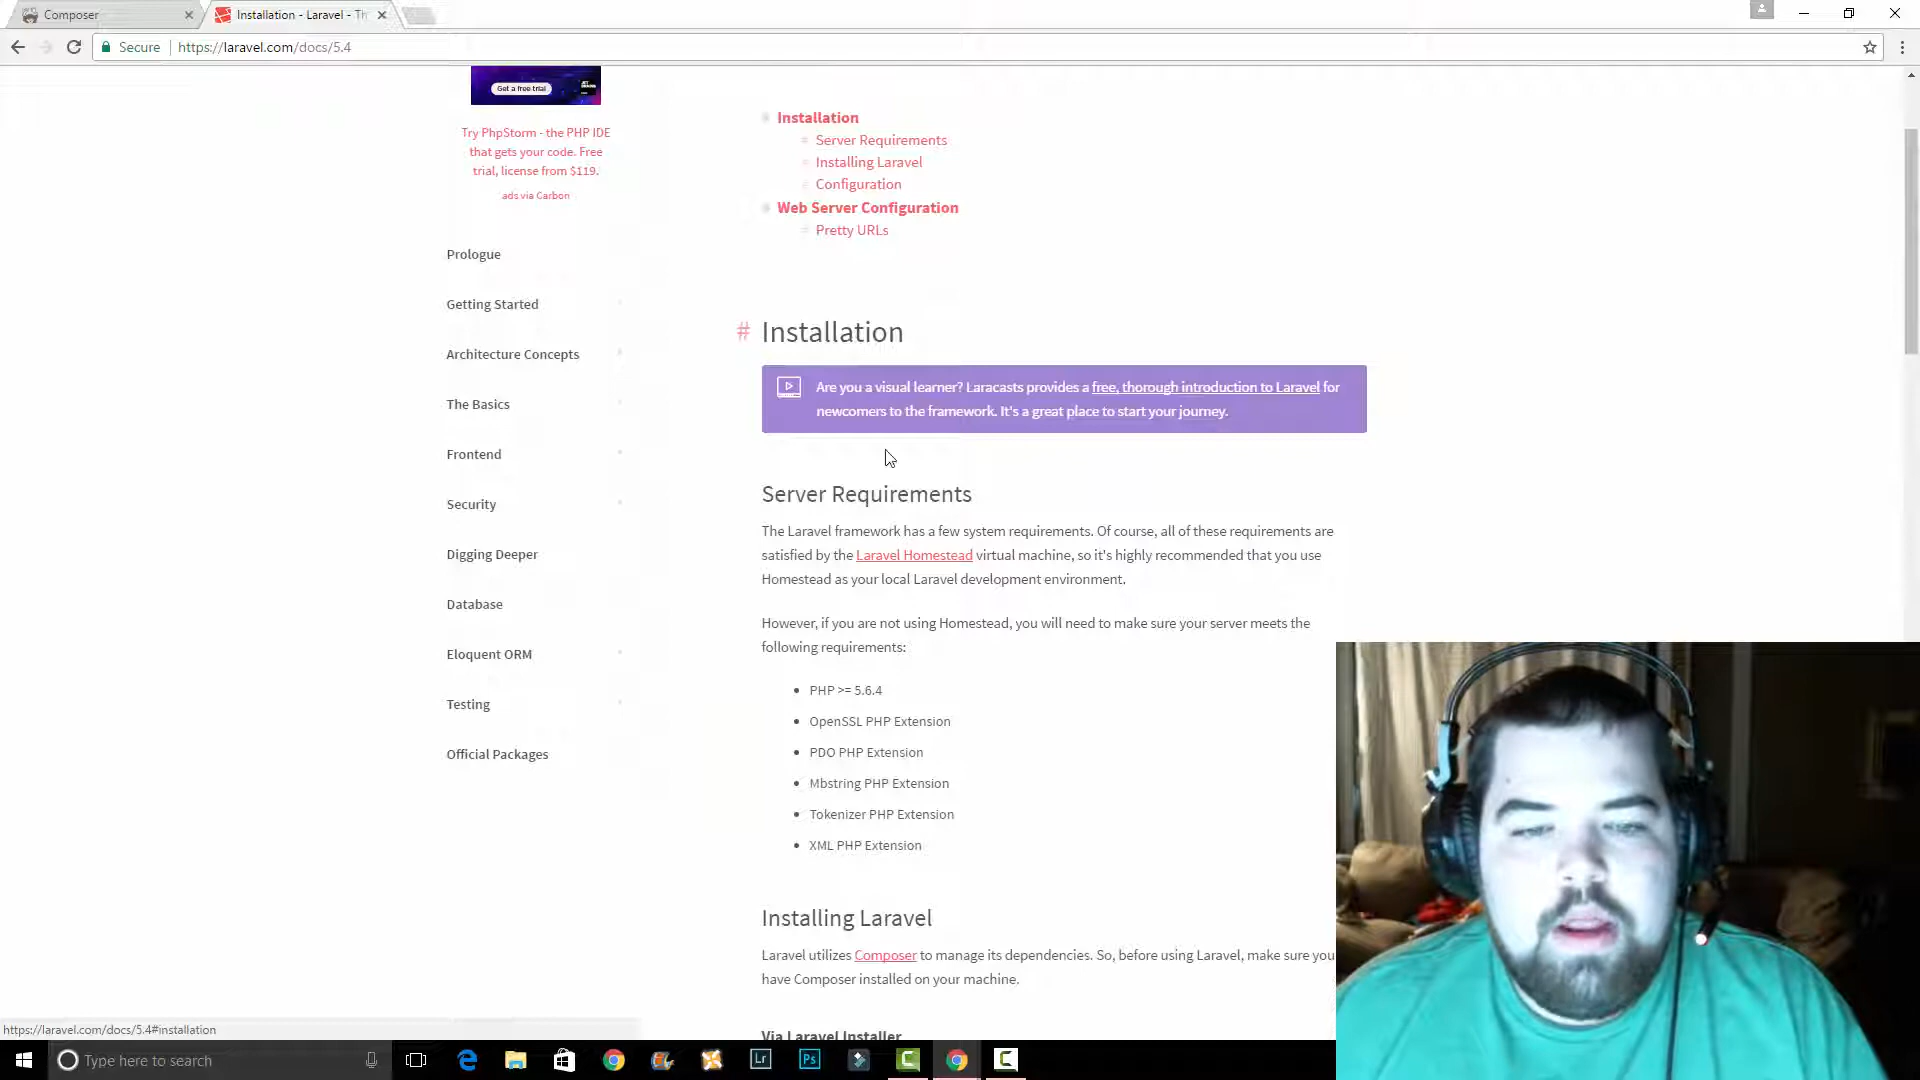 Composer
Installation - Laravel - Th
Secure
https://laravel.com/docs/5.4
Get a free trial
Try PhpStorm - the PHP IDE
that gets your code. Free
trial, license from $119.
ads via Carbon
Prologue
Getting Started
Architecture Concepts
The Basics
Frontend
Security
Digging Deeper
Database
Eloquent ORM
Testing
Official Packages
Installation
Server Requirements
Installing Laravel
Configuration
Web Server Configuration
Pretty URLs
# Installation
Are you a visual learner? Laracasts provides a free, thorough introduction to Laravel for
newcomers to the framework. It's a great place to start your journey.
Server Requirements
The Laravel framework has a few system requirements. Of course, all of these requirements are
satisfied by the Laravel Homestead virtual machine, so it's highly recommended that you use
Homestead as your local Laravel development environment.
However, if you are not using Homestead, you will need to make sure your server meets the
following requirements:
PHP >= 5.6.4
OpenSSL PHP Extension
PDO PHP Extension
Mbstring PHP Extension
Tokenizer PHP Extension
XML PHP Extension
Installing Laravel
Laravel utilizes Composer to manage its dependencies. So, before using Laravel, make sure you
have Composer installed on your machine.
Via Laravel Installer
https://laravel.com/docs/5.4#installation
Type here to search
Lr
Ps